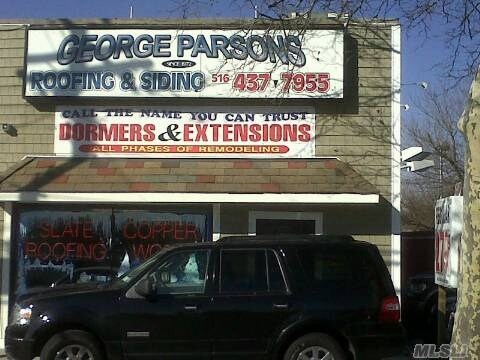 GEORGE PARSONS
SINCE 1972
ROOFING & SIDING 516 437-7955
CALL THE NAME YOU CAN TRUST
DORMERS & EXTENSIONS
ALL PHASES OF REMODELING
SLATE ROOFING
COPPER WORK
MLSLI